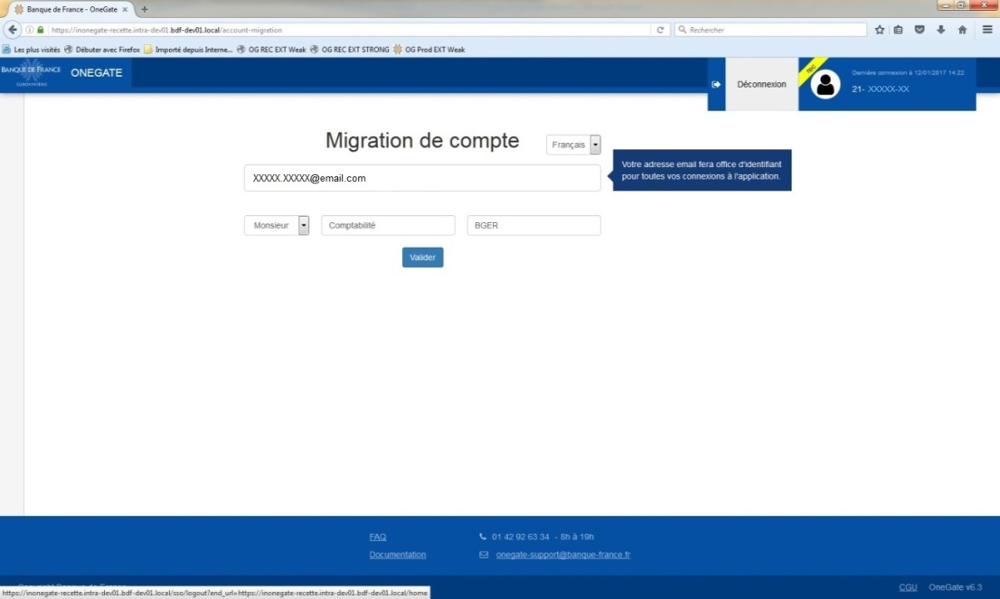 Banque de France - OneGate
https://inonegate-recette.intra-dev01.bdf-dev01.local/account-migration
Rechercher
Les plus visités Débuter avec Firefox Importé depuis Interne... OG REC EXT Weak OG REC EXT STRONG OG Prod EXT Weak
BANQUE DE FRANCE
EUROSYSTÈME
ONEGATE
Déconnexion
REC
Dernière connexion à 12/01/2017 14:22
21- XXXXX-XX
Migration de compte
Français
XXXXX.XXXXX@email.com
Votre adresse email fera office d'identifiant
pour toutes vos connexions à l'application.
Monsieur Comptabilité BGER
Valider
FAQ 01 42 92 63 34 - 8h à 19h
Documentation onegate-support@banque-france.fr
CGU OneGate v6.3
https://inonegate-recette.intra-dev01.bdf-dev01.local/sso/logout?end_url=https://inonegate-recette.intra-dev01.bdf-dev01.local/home